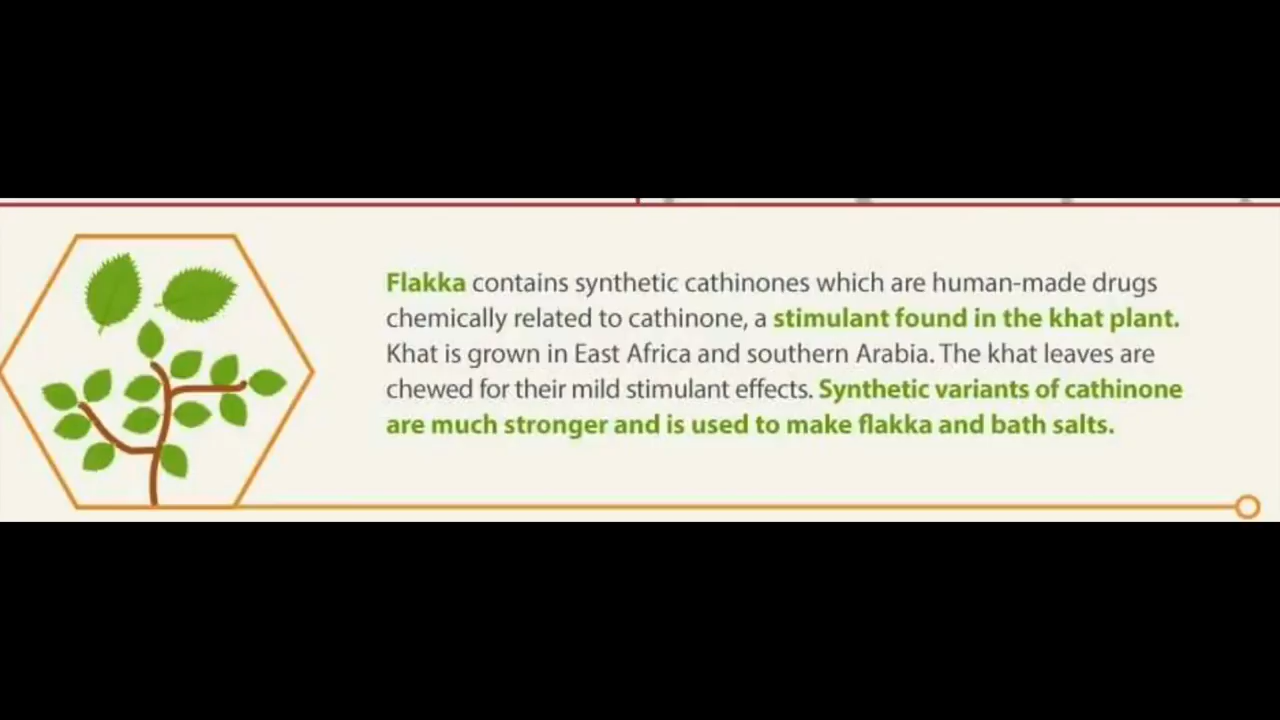 Flakka contains synthetic cathinones which are human-made drugs
chemically related to cathinone, a stimulant found in the khat plant.
Khat is grown in East Africa and southern Arabia. The khat leaves are
chewed for their mild stimulant effects. Synthetic variants of cathinone
are much stronger and is used to make flakka and bath salts.